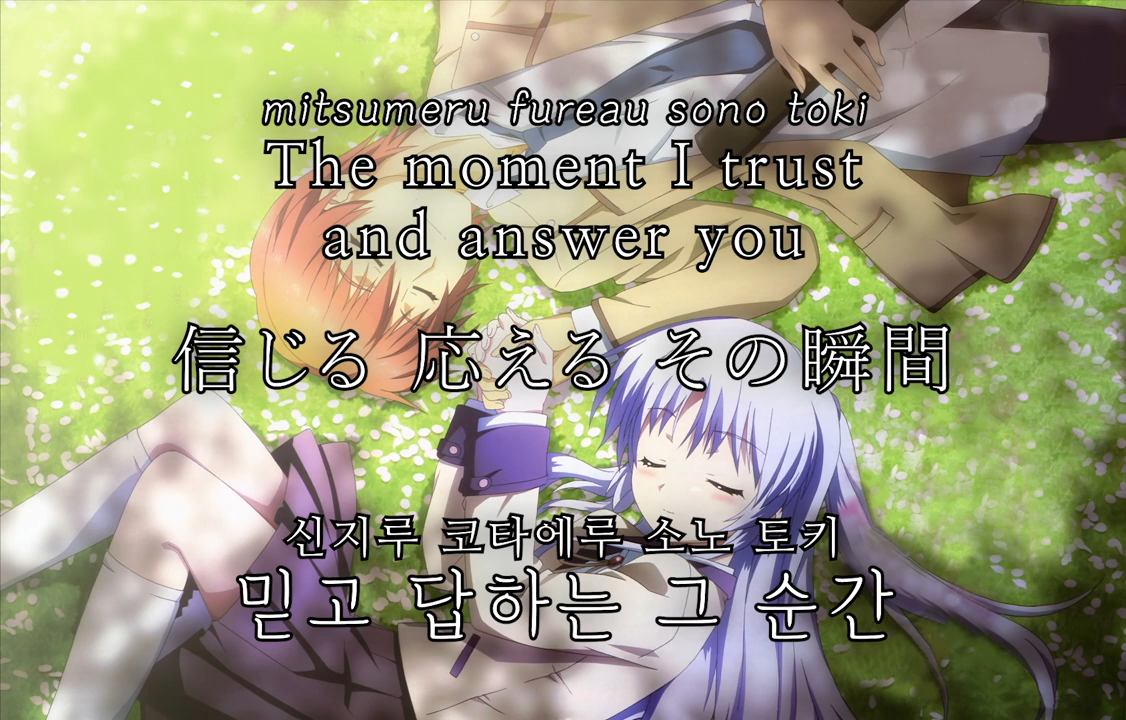 mitsumeru fureau sono toki
The moment I trust
and answer you
信じる 応える その瞬間
신지루 코타에루 소노 토키
믿고 답하는 그 순간